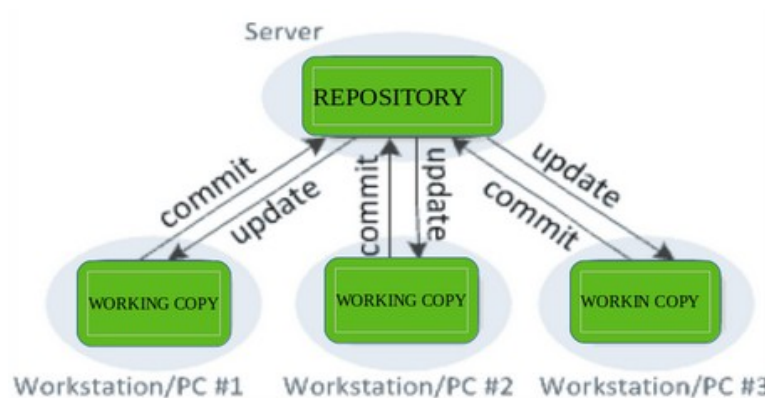 Server
REPOSITORY
commit
update
commit
update
commit
update
WORKING COPY
WORKING COPY
WORKIN COPY
Workstation/PC #1
Workstation/PC #2
Workstation/PC #3